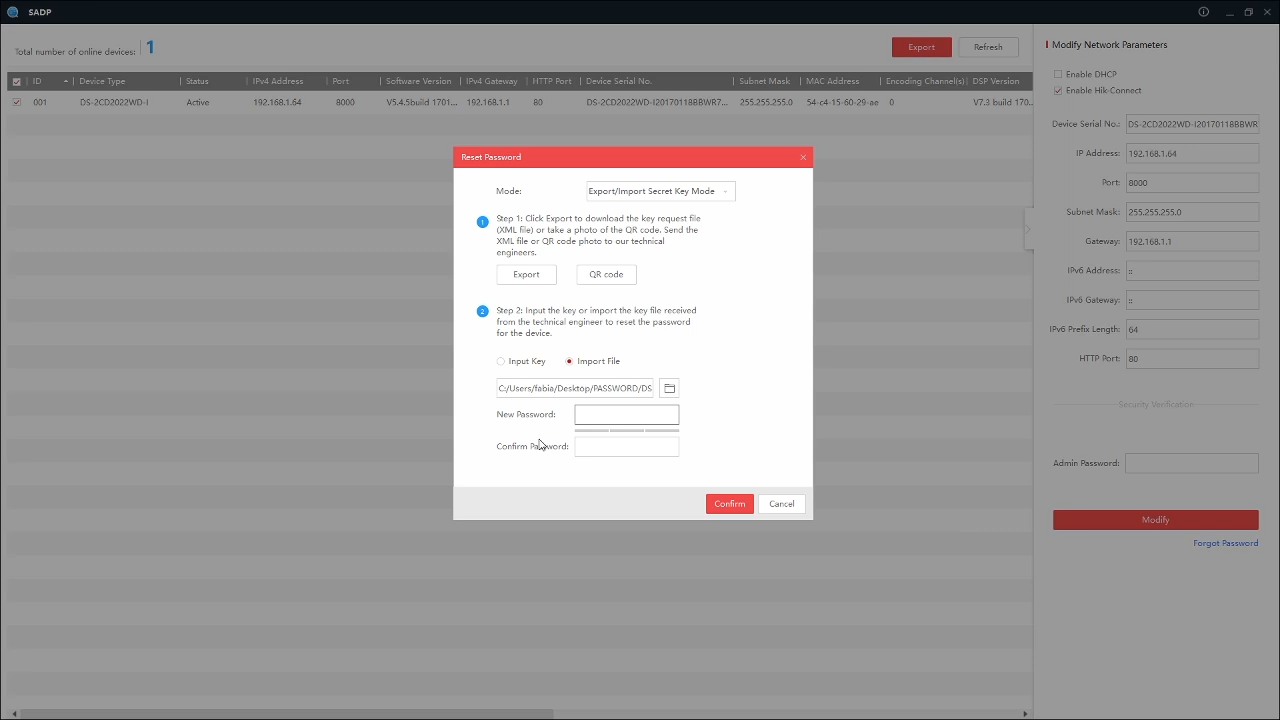 SADP
Total number of online devices: 1
Export
Refresh
ID
Device Type
Status
IPv4 Address
Port
Software Version
IPv4 Gateway
HTTP Port
Device Serial No.
Subnet Mask
MAC Address
Encoding Channel(s)
DSP Version
001
DS-2CD2022WD-I
Active
192.168.1.64
8000
V5.4.5build 1701...
192.168.1.1
80
DS-2CD2022WD-I20170118BBWR7...
255.255.255.0
54-c4-15-60-29-ae
0
V7.3 build 170...
Reset Password
Mode:
Export/Import Secret Key Mode
1
Step 1: Click Export to download the key request file
(XML file) or take a photo of the QR code. Send the
XML file or QR code photo to our technical
engineers.
Export
QR code
2
Step 2: Input the key or import the key file received
from the technical engineer to reset the password
for the device.
Input Key
Import File
C:/Users/fabia/Desktop/PASSWORD/DS
New Password:
Confirm Password:
Confirm
Cancel
Modify Network Parameters
Enable DHCP
Enable Hik-Connect
Device Serial No.: DS-2CD2022WD-I20170118BBWR
IP Address: 192.168.1.64
Port: 8000
Subnet Mask: 255.255.255.0
Gateway: 192.168.1.1
IPv6 Address: ::
IPv6 Gateway: ::
IPv6 Prefix Length: 64
HTTP Port: 80
Security Verification
Admin Password:
Modify
Forgot Password